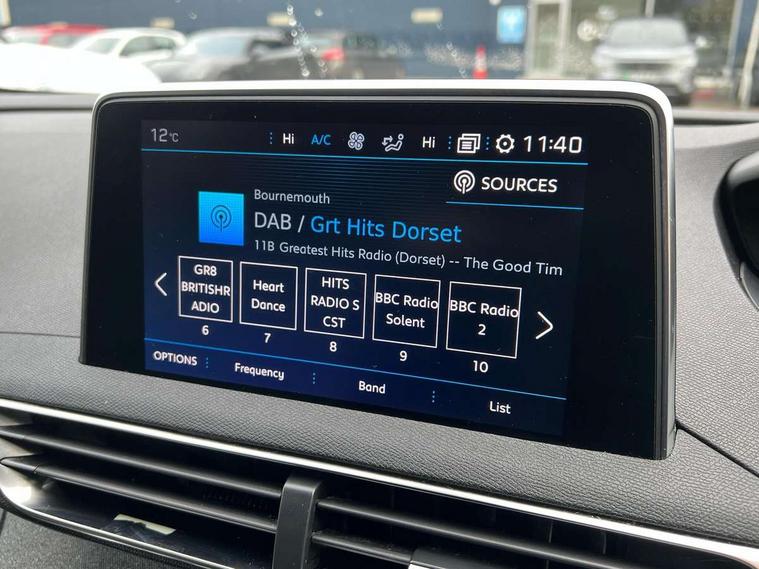 12°C Hi A/C Hi 11:40
SOURCES
Bournemouth
DAB / Grt Hits Dorset
11B Greatest Hits Radio (Dorset) -- The Good Tim
GR8
BRITISHR
ADIO
6
Heart
Dance
7
HITS
RADIO S
CST
8
BBC Radio
Solent
9
BBC Radio
2
10
OPTIONS Frequency Band List